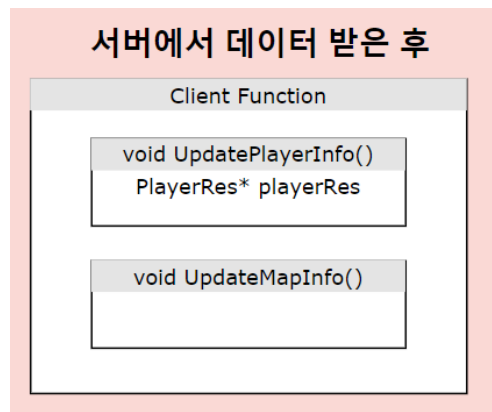 서버에서 데이터 받은 후
Client Function
void UpdatePlayerInfo()
PlayerRes* playerRes
void UpdateMapInfo()